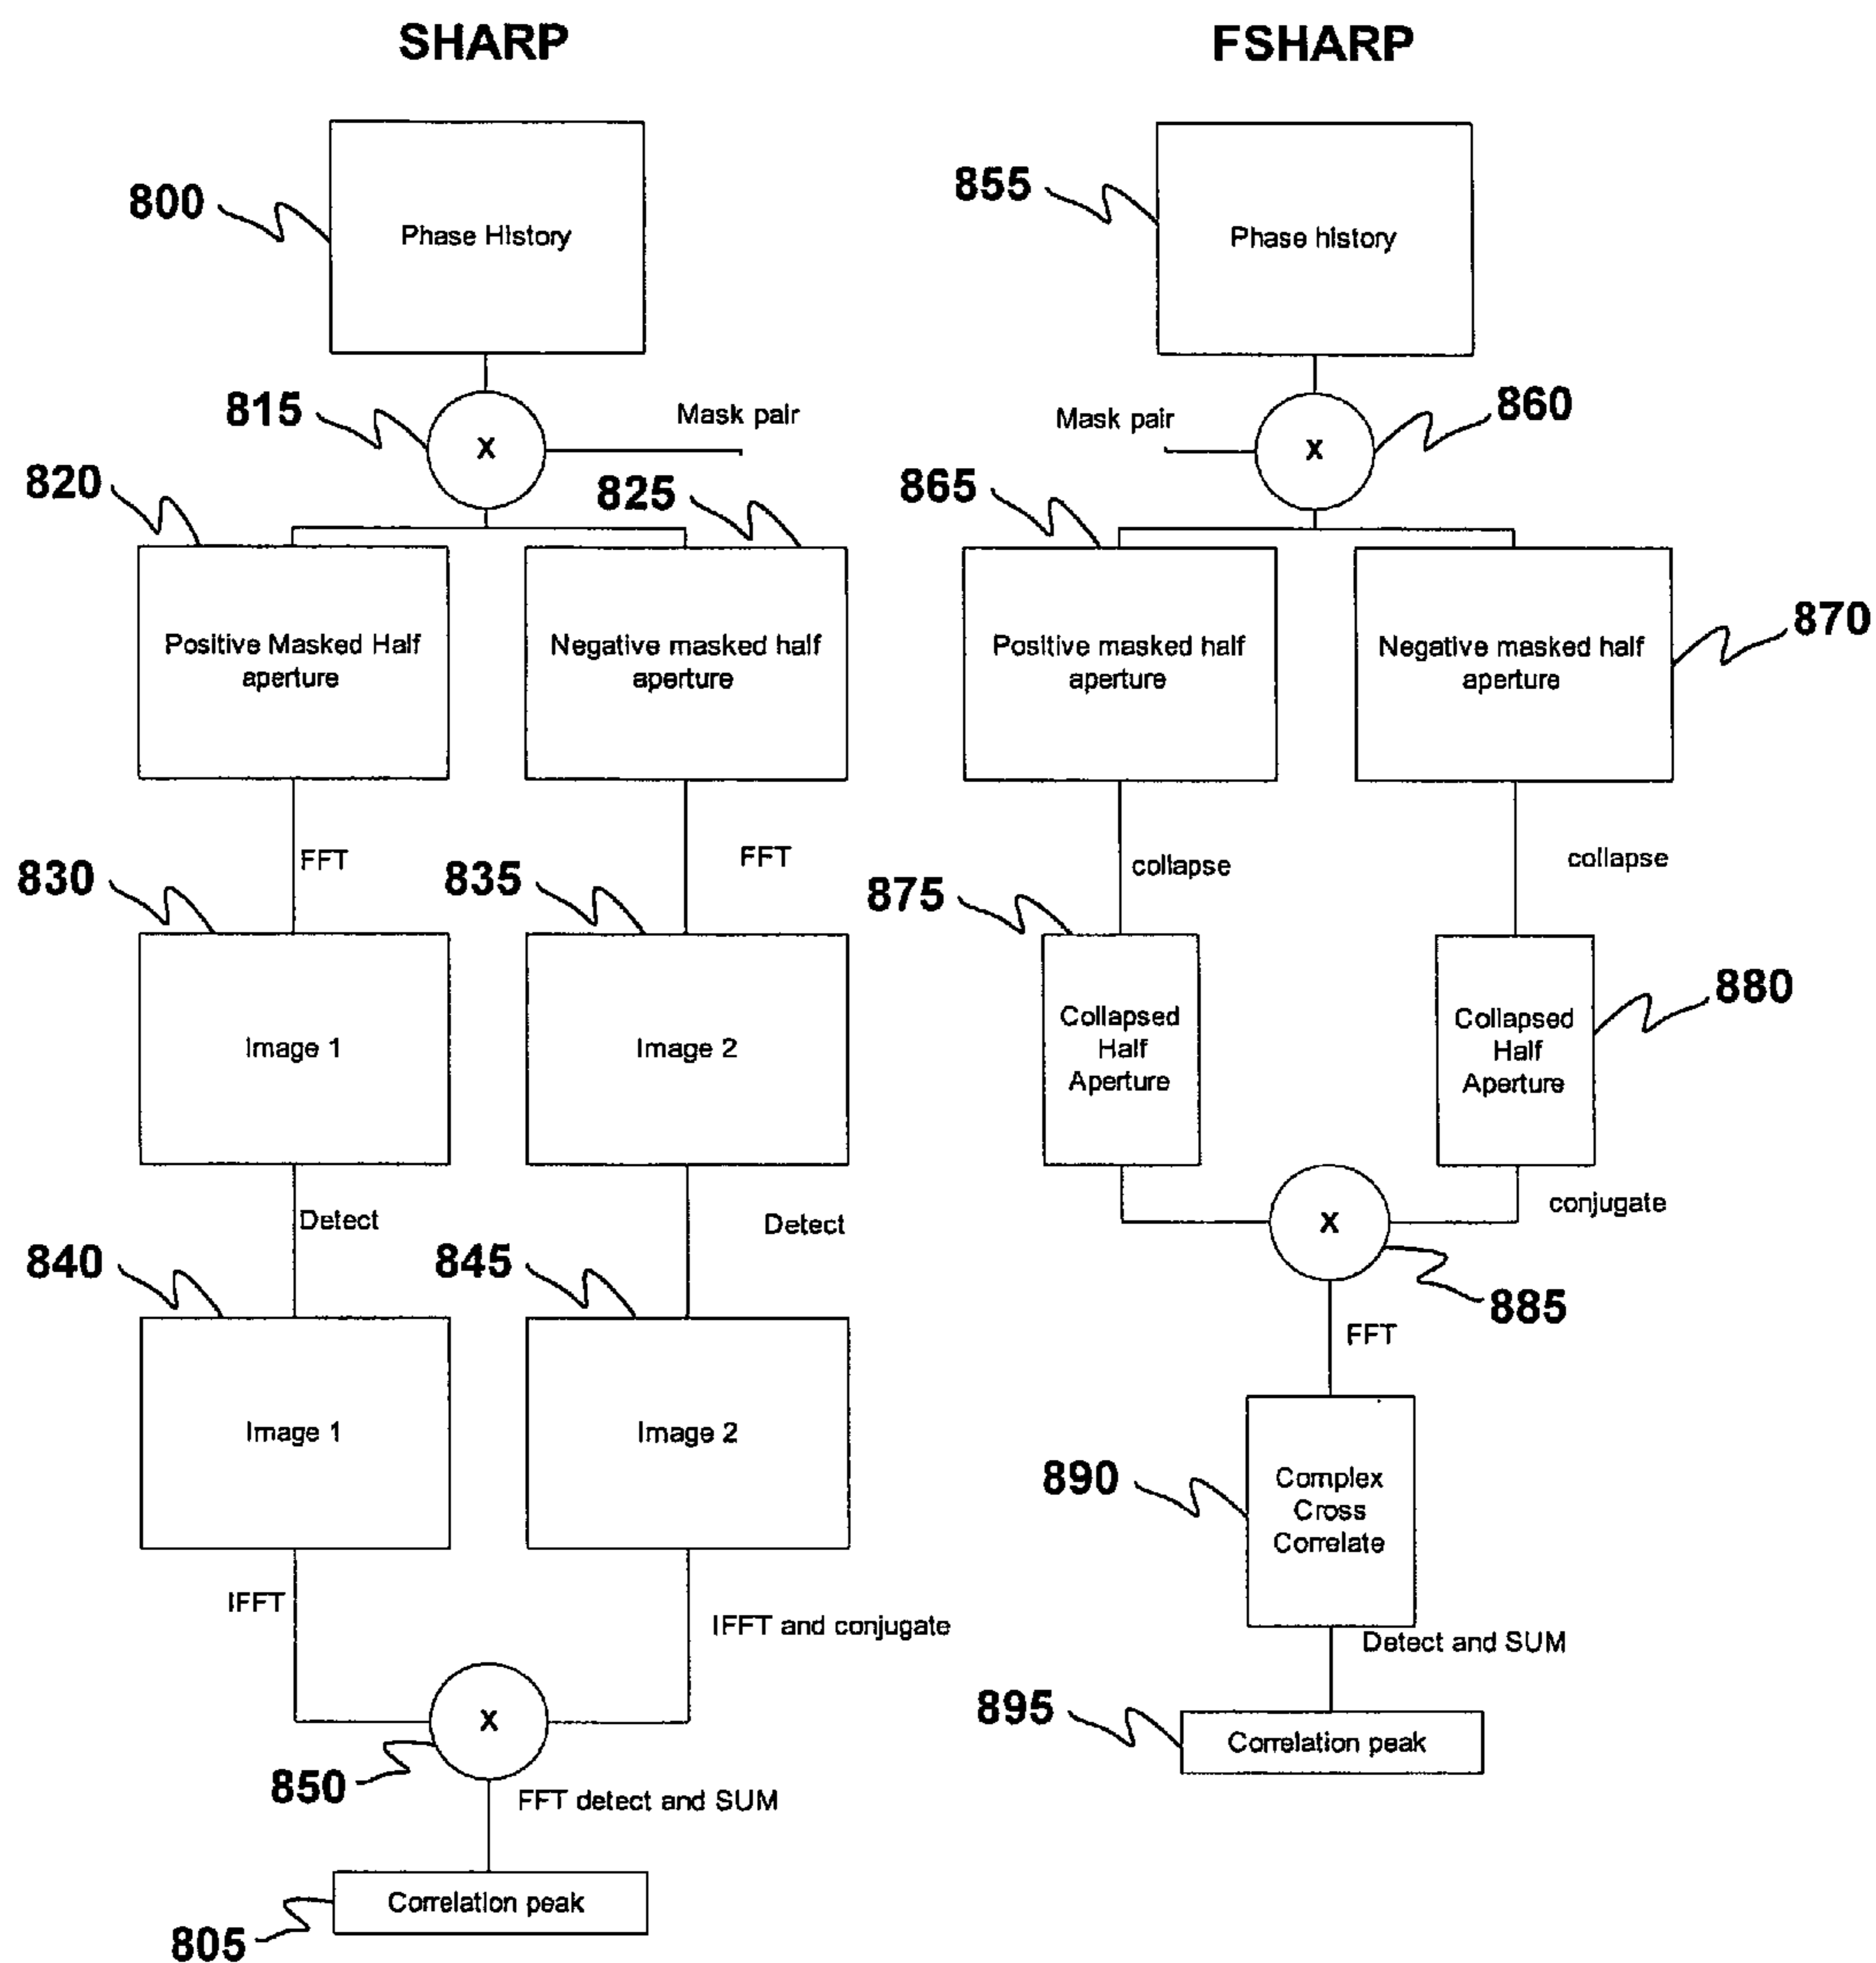 SHARP
FSHARP
800
Phase History
855
Phase history
815
X
Mask pair
Mask pair
X
860
820
825
865
870
Positive Masked Half
aperture
Negative masked half
aperture
Positive masked half
aperture
Negative masked half
aperture
FFT
FFT
collapse
collapse
830
835
875
880
Image 1
Image 2
Collapsed
Half
Aperture
Collapsed
Half
Aperture
Detect
Detect
X
conjugate
885
840
845
FFT
Image 1
Image 2
890
Complex
Cross
Correlate
IFFT
IFFT and conjugate
Detect and SUM
X
850
895
Correlation peak
FFT detect and SUM
Correlation peak
805